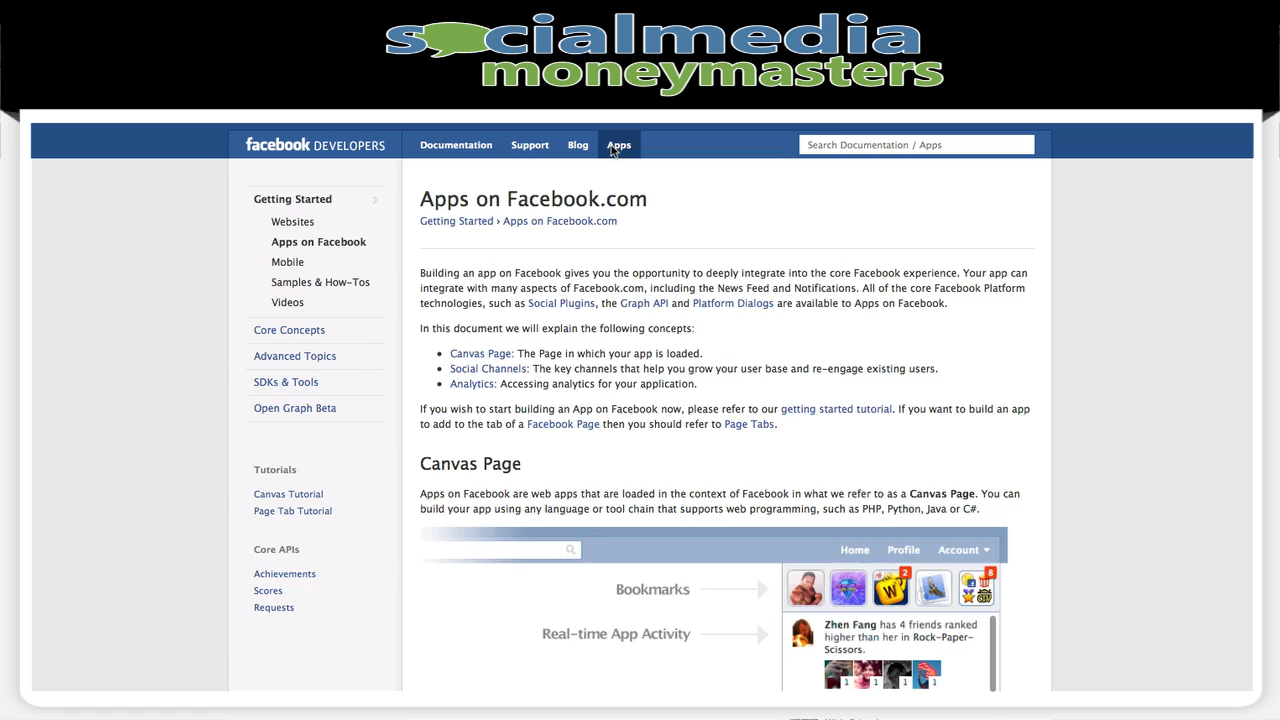 socialmedia
moneymasters
facebook DEVELOPERS
Documentation Support Blog Apps
Search Documentation / Apps
Getting Started
Websites
Apps on Facebook
Mobile
Samples & How-Tos
Videos
Core Concepts
Advanced Topics
SDKs & Tools
Open Graph Beta
Tutorials
Canvas Tutorial
Page Tab Tutorial
Core APIs
Achievements
Scores
Requests
Apps on Facebook.com
Getting Started › Apps on Facebook.com
Building an app on Facebook gives you the opportunity to deeply integrate into the core Facebook experience. Your app can
integrate with many aspects of Facebook.com, including the News Feed and Notifications. All of the core Facebook Platform
technologies, such as Social Plugins, the Graph API and Platform Dialogs are available to Apps on Facebook.
In this document we will explain the following concepts:
• Canvas Page: The Page in which your app is loaded.
• Social Channels: The key channels that help you grow your user base and re-engage existing users.
• Analytics: Accessing analytics for your application.
If you wish to start building an App on Facebook now, please refer to our getting started tutorial. If you want to build an app
to add to the tab of a Facebook Page then you should refer to Page Tabs.
Canvas Page
Apps on Facebook are web apps that are loaded in the context of Facebook in what we refer to as a Canvas Page. You can
build your app using any language or tool chain that supports web programming, such as PHP, Python, Java or C#.
Home Profile Account
Bookmarks
W 2 8
Real-time App Activity
Zhen Fang has 4 friends ranked
higher than her in Rock-Paper-
Scissors.
1 1 1 1